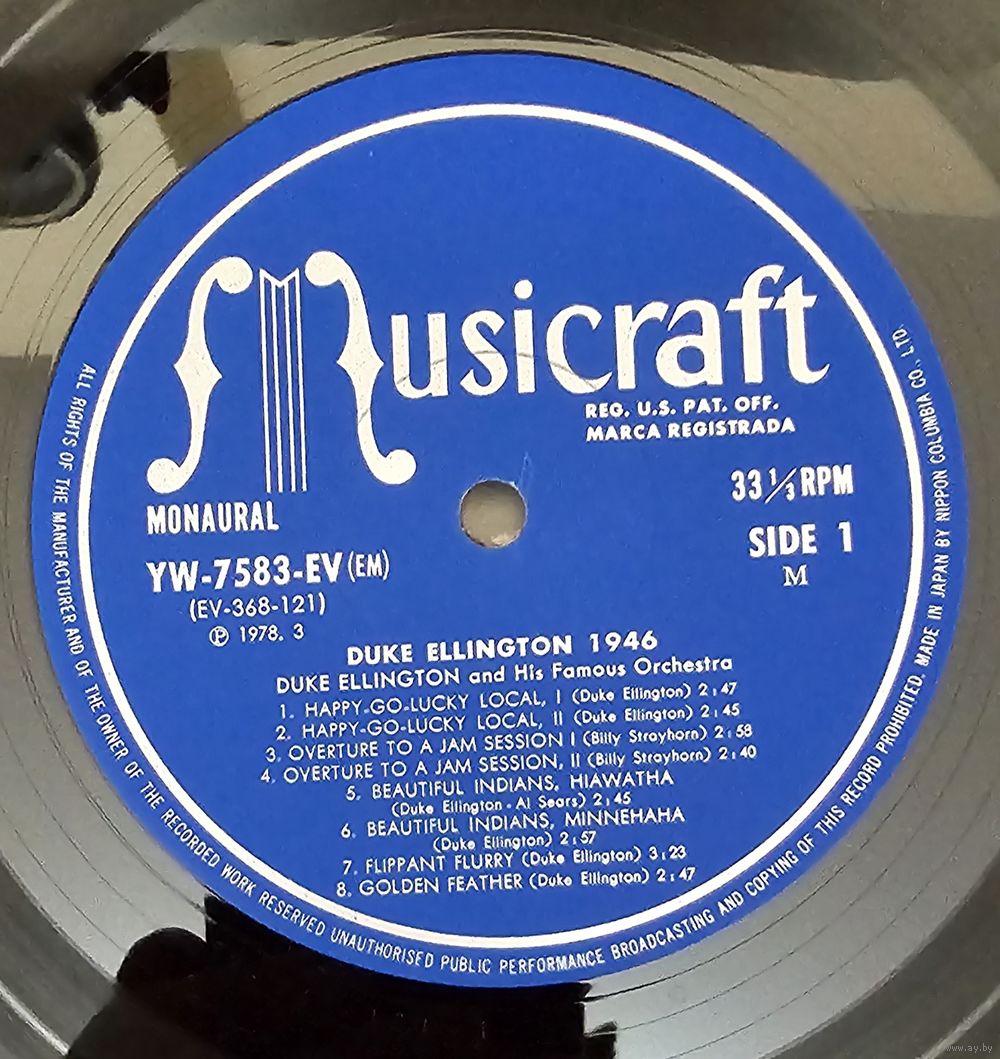 Musicraft
REG. U.S. PAT. OFF.
MARCA REGISTRADA
33 1/3 RPM
MONAURAL
SIDE 1
YW-7583-EV (EM)
M
(EV-368-121)
℗ 1978. 3
DUKE ELLINGTON 1946
DUKE ELLINGTON and His Famous Orchestra
1. HAPPY-GO-LUCKY LOCAL, I (Duke Ellington) 2:47
2. HAPPY-GO-LUCKY LOCAL, II (Duke Ellington) 2:45
3. OVERTURE TO A JAM SESSION I (Billy Strayhorn) 2:58
4. OVERTURE TO A JAM SESSION, II (Billy Strayhorn) 2:40
5. BEAUTIFUL INDIANS, HIAWATHA
(Duke Ellington - Al Sears) 2:45
6. BEAUTIFUL INDIANS, MINNEHAHA
(Duke Ellington) 2:57
7. FLIPPANT FLURRY (Duke Ellington) 3:23
8. GOLDEN FEATHER (Duke Ellington) 2:47
ALL RIGHTS OF THE MANUFACTURER AND OF THE OWNER OF THE RECORDED WORK RESERVED UNAUTHORISED PUBLIC PERFORMANCE BROADCASTING AND COPYING OF THIS RECORD PROHIBITED. MADE IN JAPAN BY NIPPON COLUMBIA CO., LTD.
www.ay.by